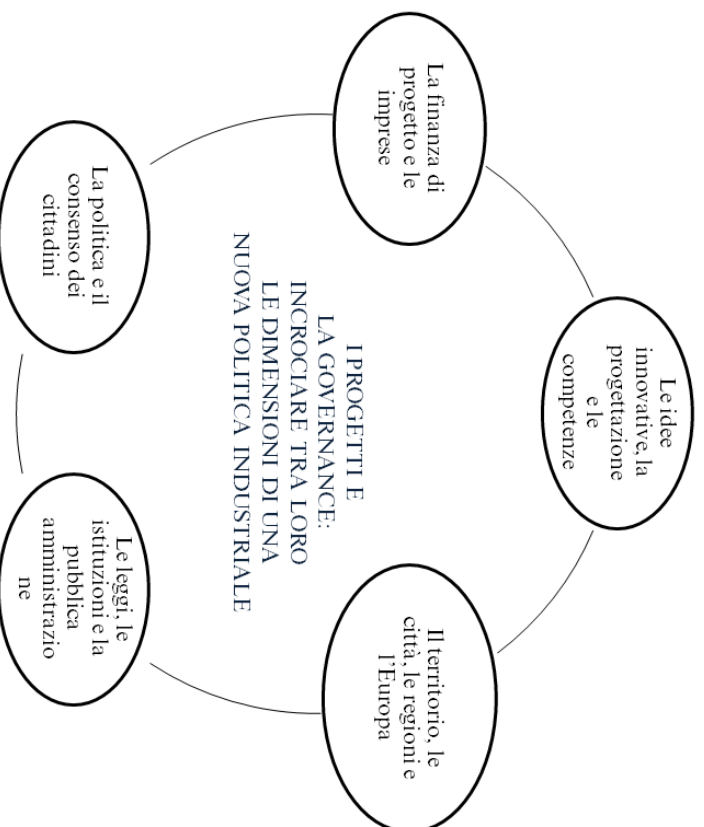 Le idee
innovative, la
progettazione
e le
competenze
La finanza di
progetto e le
imprese
Il territorio, le
città, le regioni e
l'Europa
I PROGETTI E
LA GOVERNANCE:
INCROCIARE TRA LORO
LE DIMENSIONI DI UNA
NUOVA POLITICA INDUSTRIALE
La politica e il
consenso dei
cittadini
Le leggi, le
istituzioni e la
pubblica
amministrazio
ne